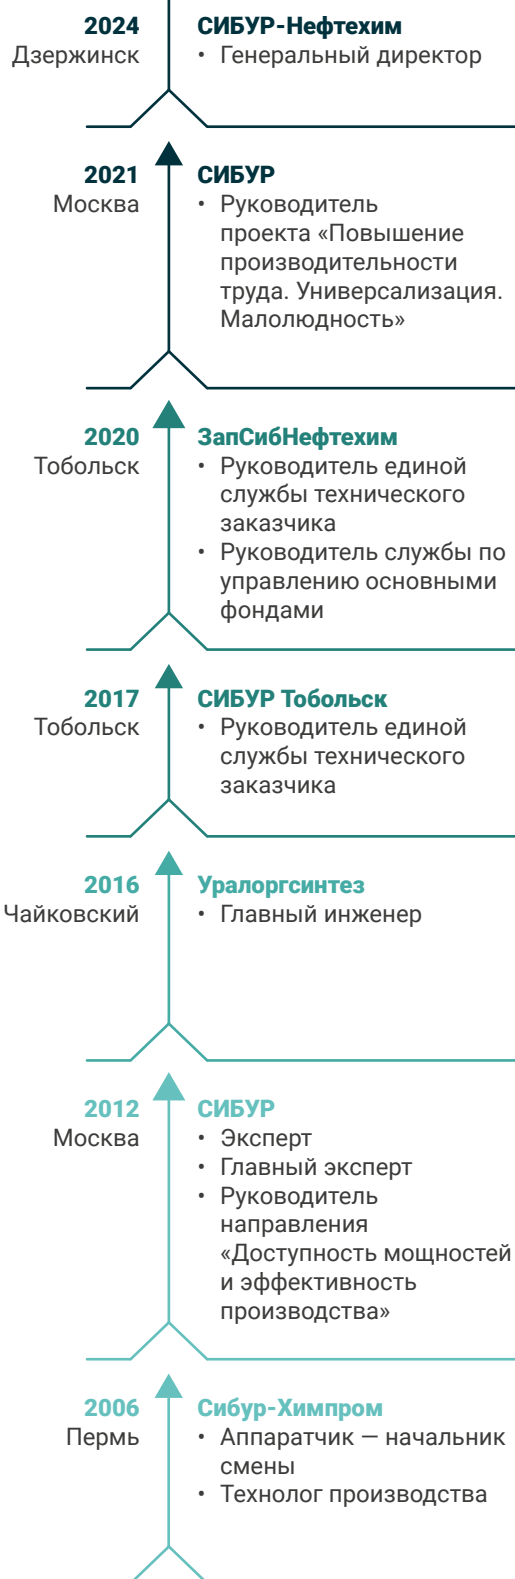 2024
Дзержинск
СИБУР-Нефтехим
• Генеральный директор
2021
Москва
СИБУР
• Руководитель
проекта «Повышение
производительности
труда. Универсализация.
Малолюдность»
2020
Тобольск
ЗапСибНефтехим
• Руководитель единой
службы технического
заказчика
• Руководитель службы по
управлению основными
фондами
2017
Тобольск
СИБУР Тобольск
• Руководитель единой
службы технического
заказчика
2016
Чайковский
Уралоргсинтез
• Главный инженер
2012
Москва
СИБУР
• Эксперт
• Главный эксперт
• Руководитель
направления
«Доступность мощностей
и эффективность
производства»
2006
Пермь
Сибур-Химпром
• Аппаратчик — начальник
смены
• Технолог производства